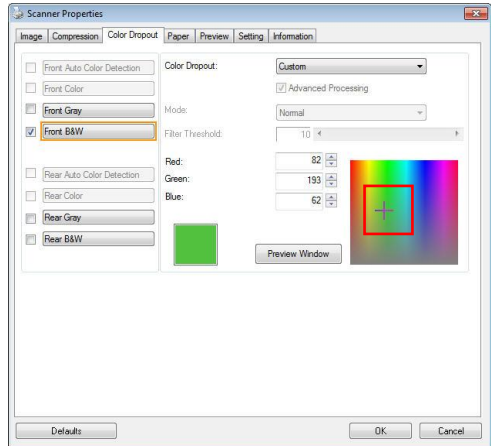 Scanner Properties
Image Compression Color Dropout Paper Preview Setting Information
Front Auto Color Detection
Front Color
Front Gray
Front B&W
Rear Auto Color Detection
Rear Color
Rear Gray
Rear B&W
Color Dropout: Custom
Advanced Processing
Mode: Normal
Filter Threshold: 10
Red: 82
Green: 193
Blue: 62
Preview Window
Defaults OK Cancel